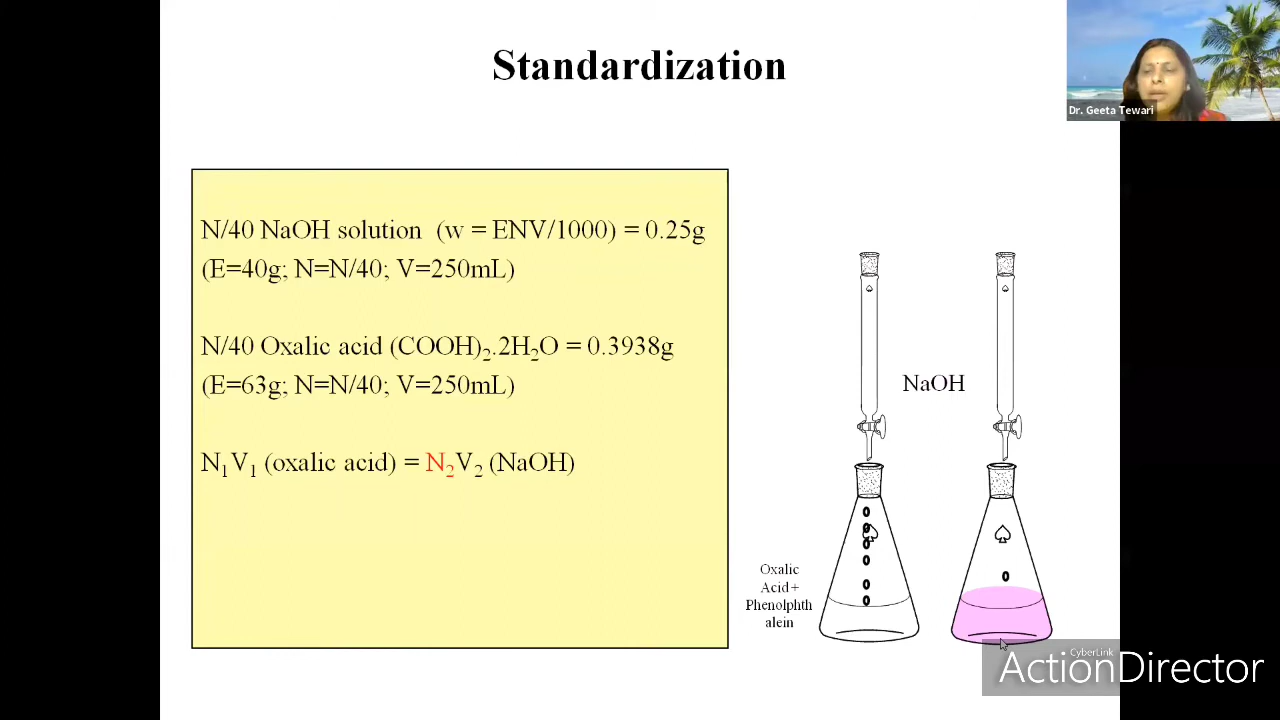 Standardization
Dr. Geeta Tewari
N/40 NaOH solution (w = ENV/1000) = 0.25g
(E=40g; N=N/40; V=250mL)
N/40 Oxalic acid (COOH)₂.2H₂O = 0.3938g
(E=63g; N=N/40; V=250mL)
N₁V₁ (oxalic acid) = N₂V₂ (NaOH)
NaOH
Oxalic
Acid+
Phenolphth
alein
CyberLink
ActionDirector